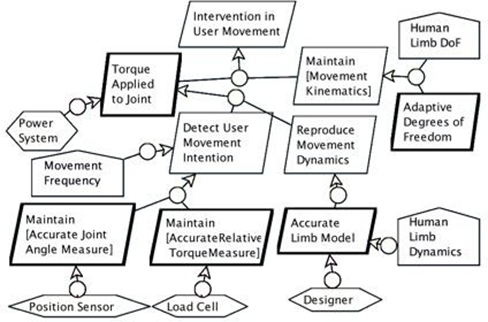 Intervention in
User Movement
Human
Limb DoF
Torque
Applied
to Joint
Maintain
[Movement
Kinematics]
Adaptive
Degrees of
Freedom
Power
System
Detect User
Movement
Intention
Reproduce
Movement
Dynamics
Movement
Frequency
Maintain
[Accurate Joint
Angle Measure]
Maintain
[AccurateRelative
TorqueMeasure]
Accurate
Limb Model
Human
Limb
Dynamics
Position Sensor
Load Cell
Designer